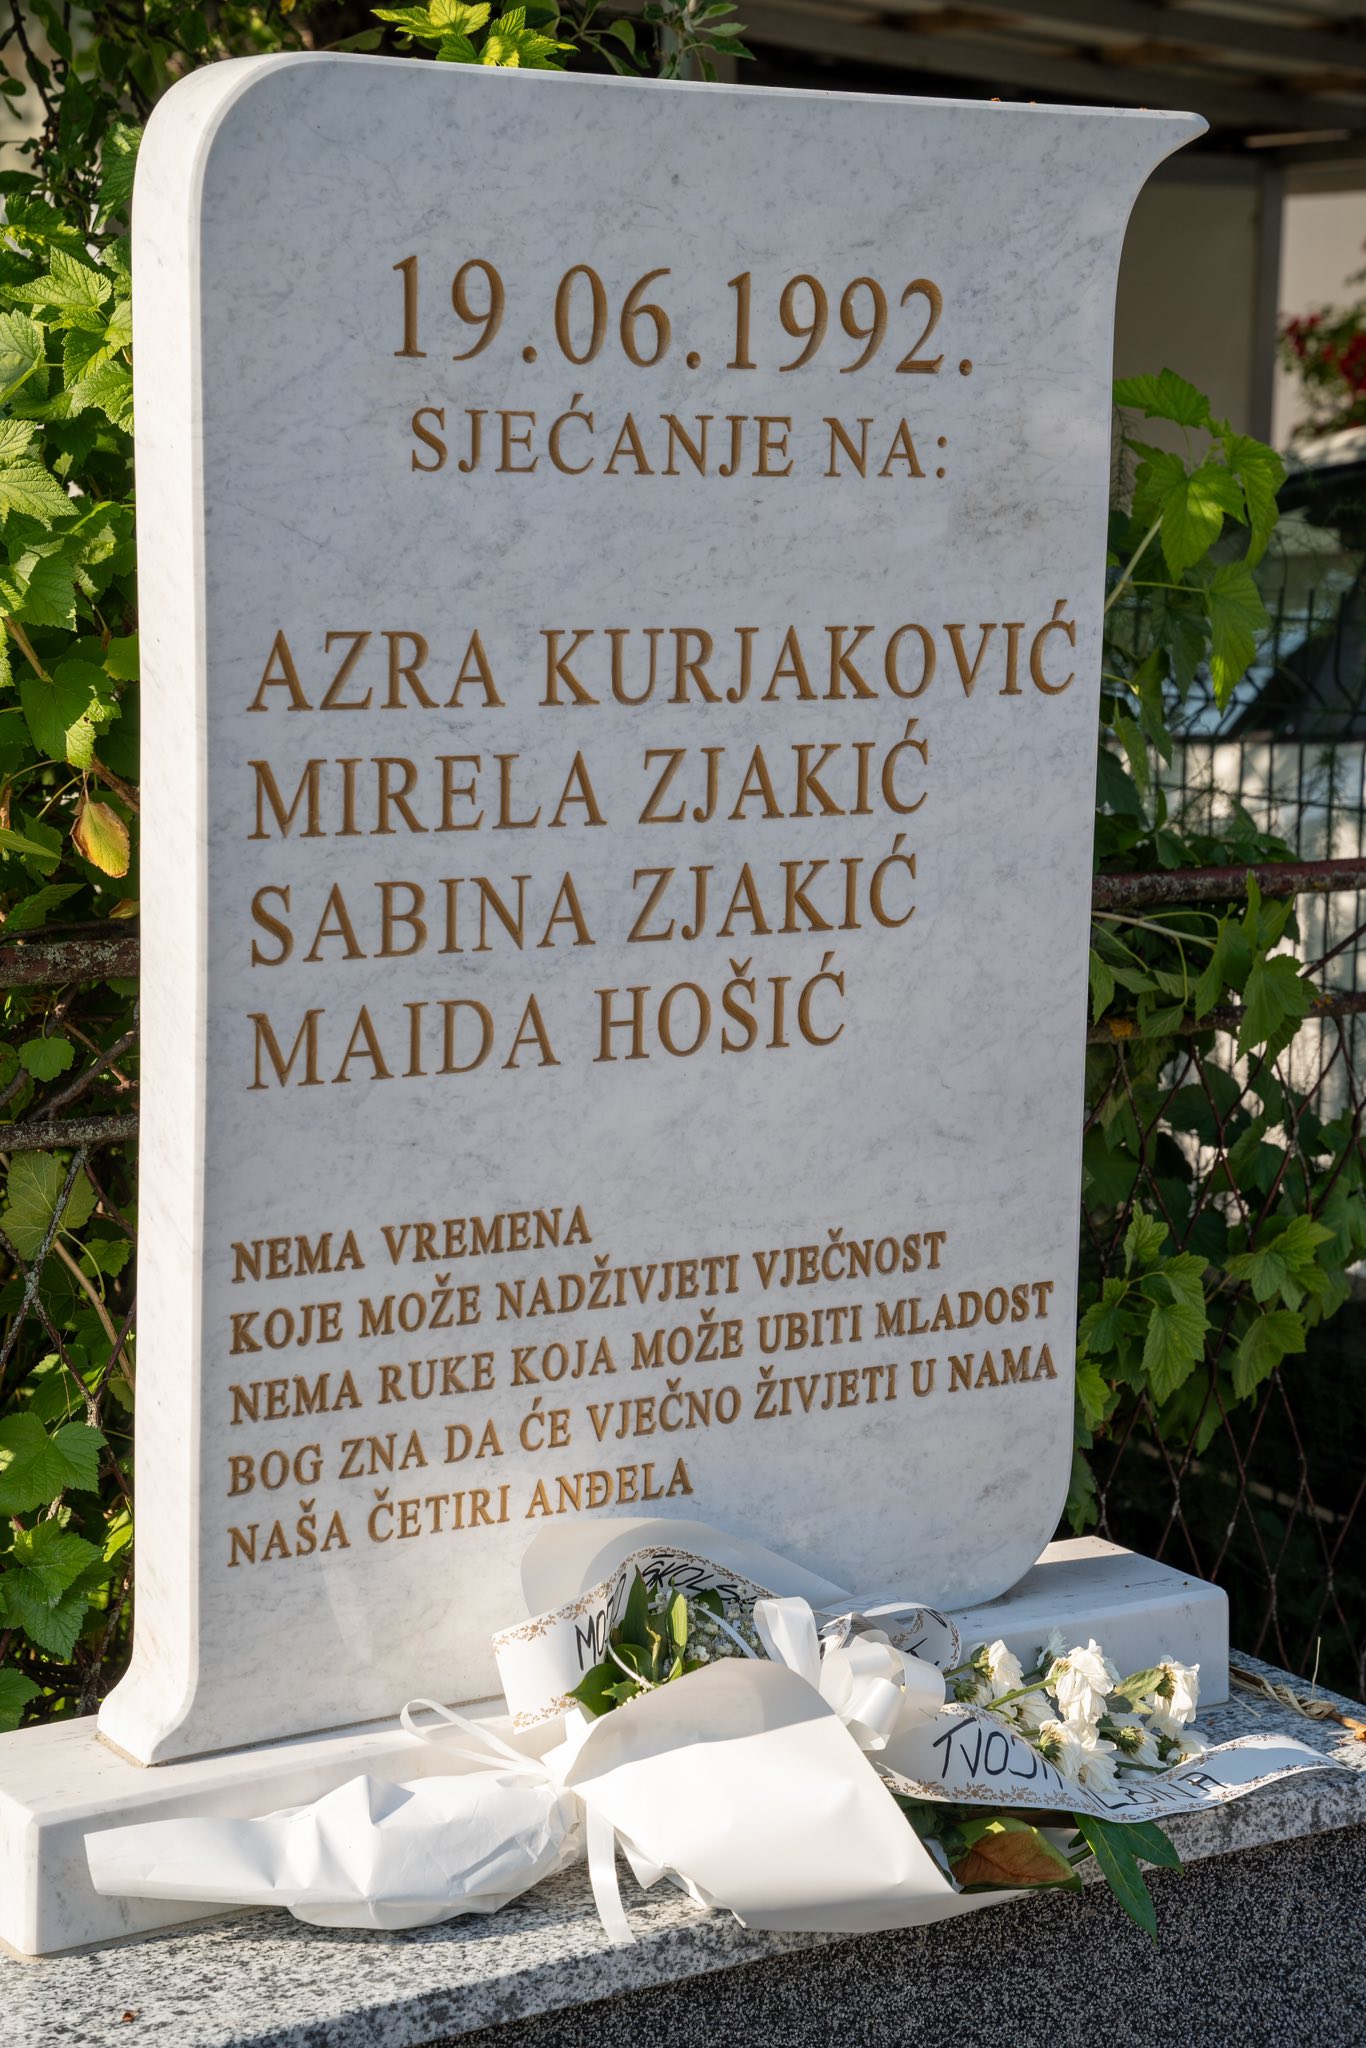 19.06.1992.
SJEĆANJE NA:
AZRA KURJAKOVIĆ
MIRELA ZJAKIĆ
SABINA ZJAKIĆ
MAIDA HOŠIĆ
NEMA VREMENA
KOJE MOŽE NADŽIVJETI VJEČNOST
NEMA RUKE KOJA MOŽE UBITI MLADOST
BOG ZNA DA ĆE VJEČNO ŽIVJETI U NAMA
NAŠA ČETIRI ANĐELA